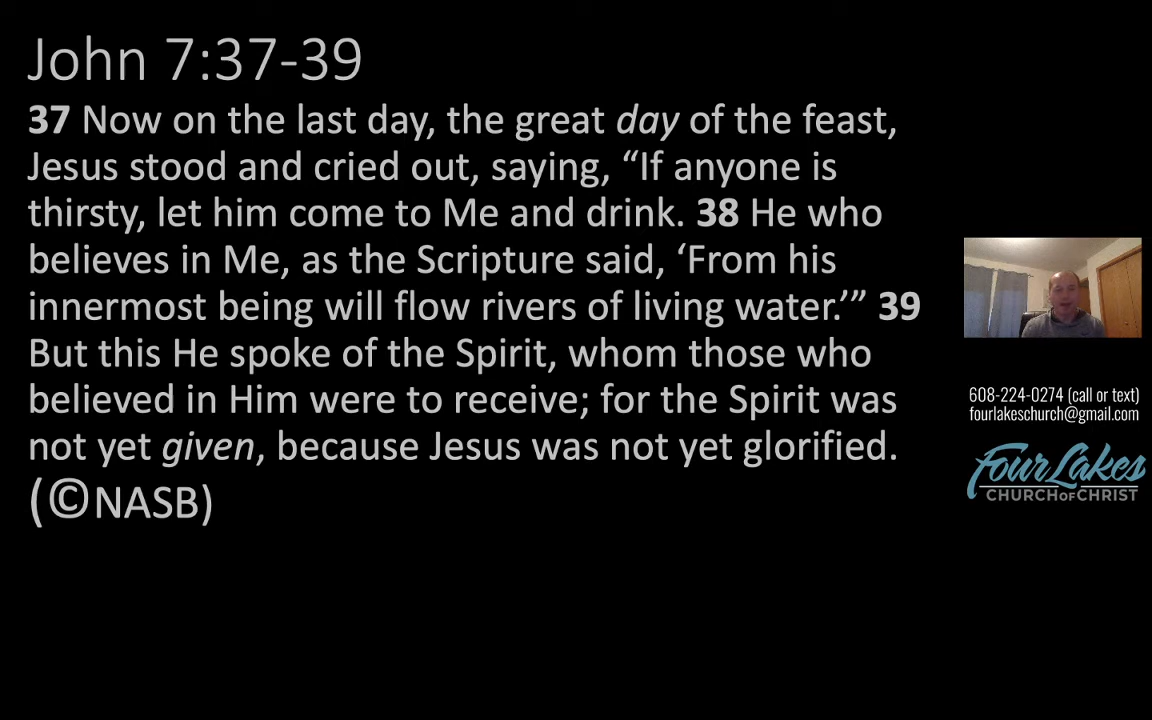 John 7:37-39
37 Now on the last day, the great day of the feast,
Jesus stood and cried out, saying, “If anyone is
thirsty, let him come to Me and drink. 38 He who
believes in Me, as the Scripture said, ‘From his
innermost being will flow rivers of living water.’” 39
But this He spoke of the Spirit, whom those who
believed in Him were to receive; for the Spirit was
not yet given, because Jesus was not yet glorified.
(©NASB)
608-224-0274 (call or text)
fourlakeschurch@gmail.com
Four Lakes
CHURCH OF CHRIST